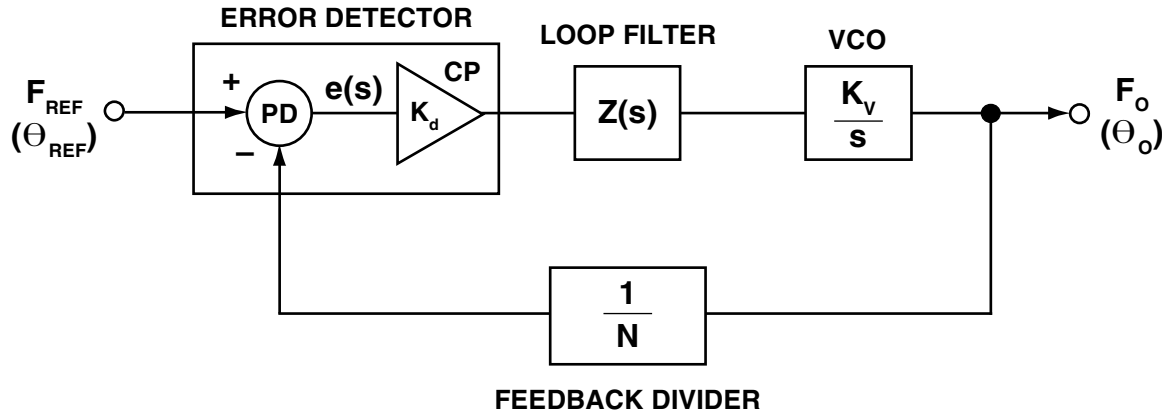 ERROR DETECTOR
LOOP FILTER
VCO
F_REF
(Θ_REF)
+
PD
−
e(s)
CP
K_d
Z(s)
K_v
s
F_O
(Θ_O)
1
N
FEEDBACK DIVIDER